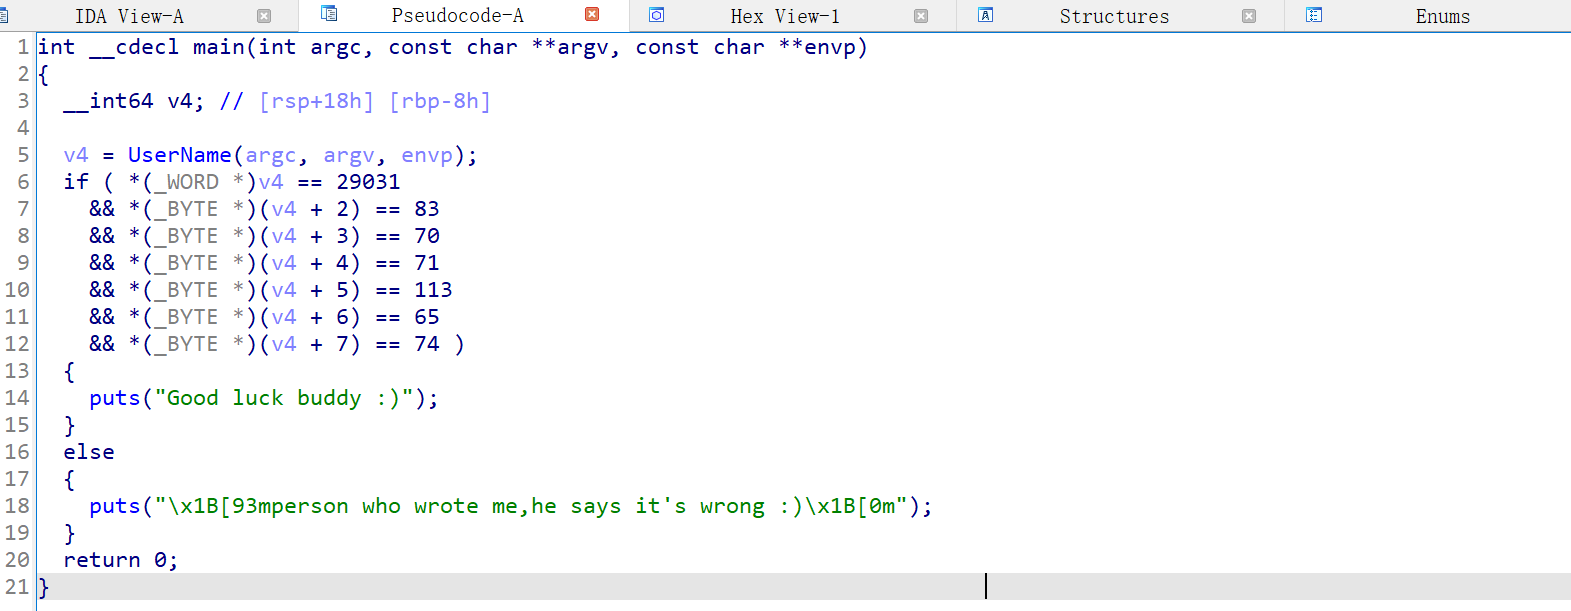 IDA View-A Pseudocode-A Hex View-1 Structures Enums
1 int __cdecl main(int argc, const char **argv, const char **envp)
2 {
3   __int64 v4; // [rsp+18h] [rbp-8h]
4
5   v4 = UserName(argc, argv, envp);
6   if ( *(_WORD *)v4 == 29031
7     && *(_BYTE *)(v4 + 2) == 83
8     && *(_BYTE *)(v4 + 3) == 70
9     && *(_BYTE *)(v4 + 4) == 71
10     && *(_BYTE *)(v4 + 5) == 113
11     && *(_BYTE *)(v4 + 6) == 65
12     && *(_BYTE *)(v4 + 7) == 74 )
13   {
14     puts("Good luck buddy :)");
15   }
16   else
17   {
18     puts("\x1B[93mperson who wrote me,he says it's wrong :)\x1B[0m");
19   }
20   return 0;
21 }